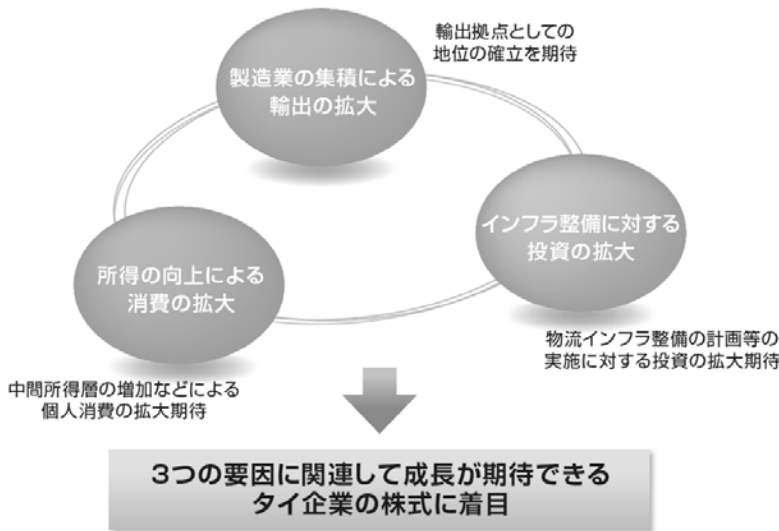 輸出拠点としての
地位の確立を期待
製造業の集積による
輸出の拡大
インフラ整備に対する
投資の拡大
所得の向上による
消費の拡大
物流インフラ整備の計画等の
実施に対する投資の拡大期待
中間所得層の増加などによる
個人消費の拡大期待
3つの要因に関連して成長が期待できる
タイ企業の株式に着目